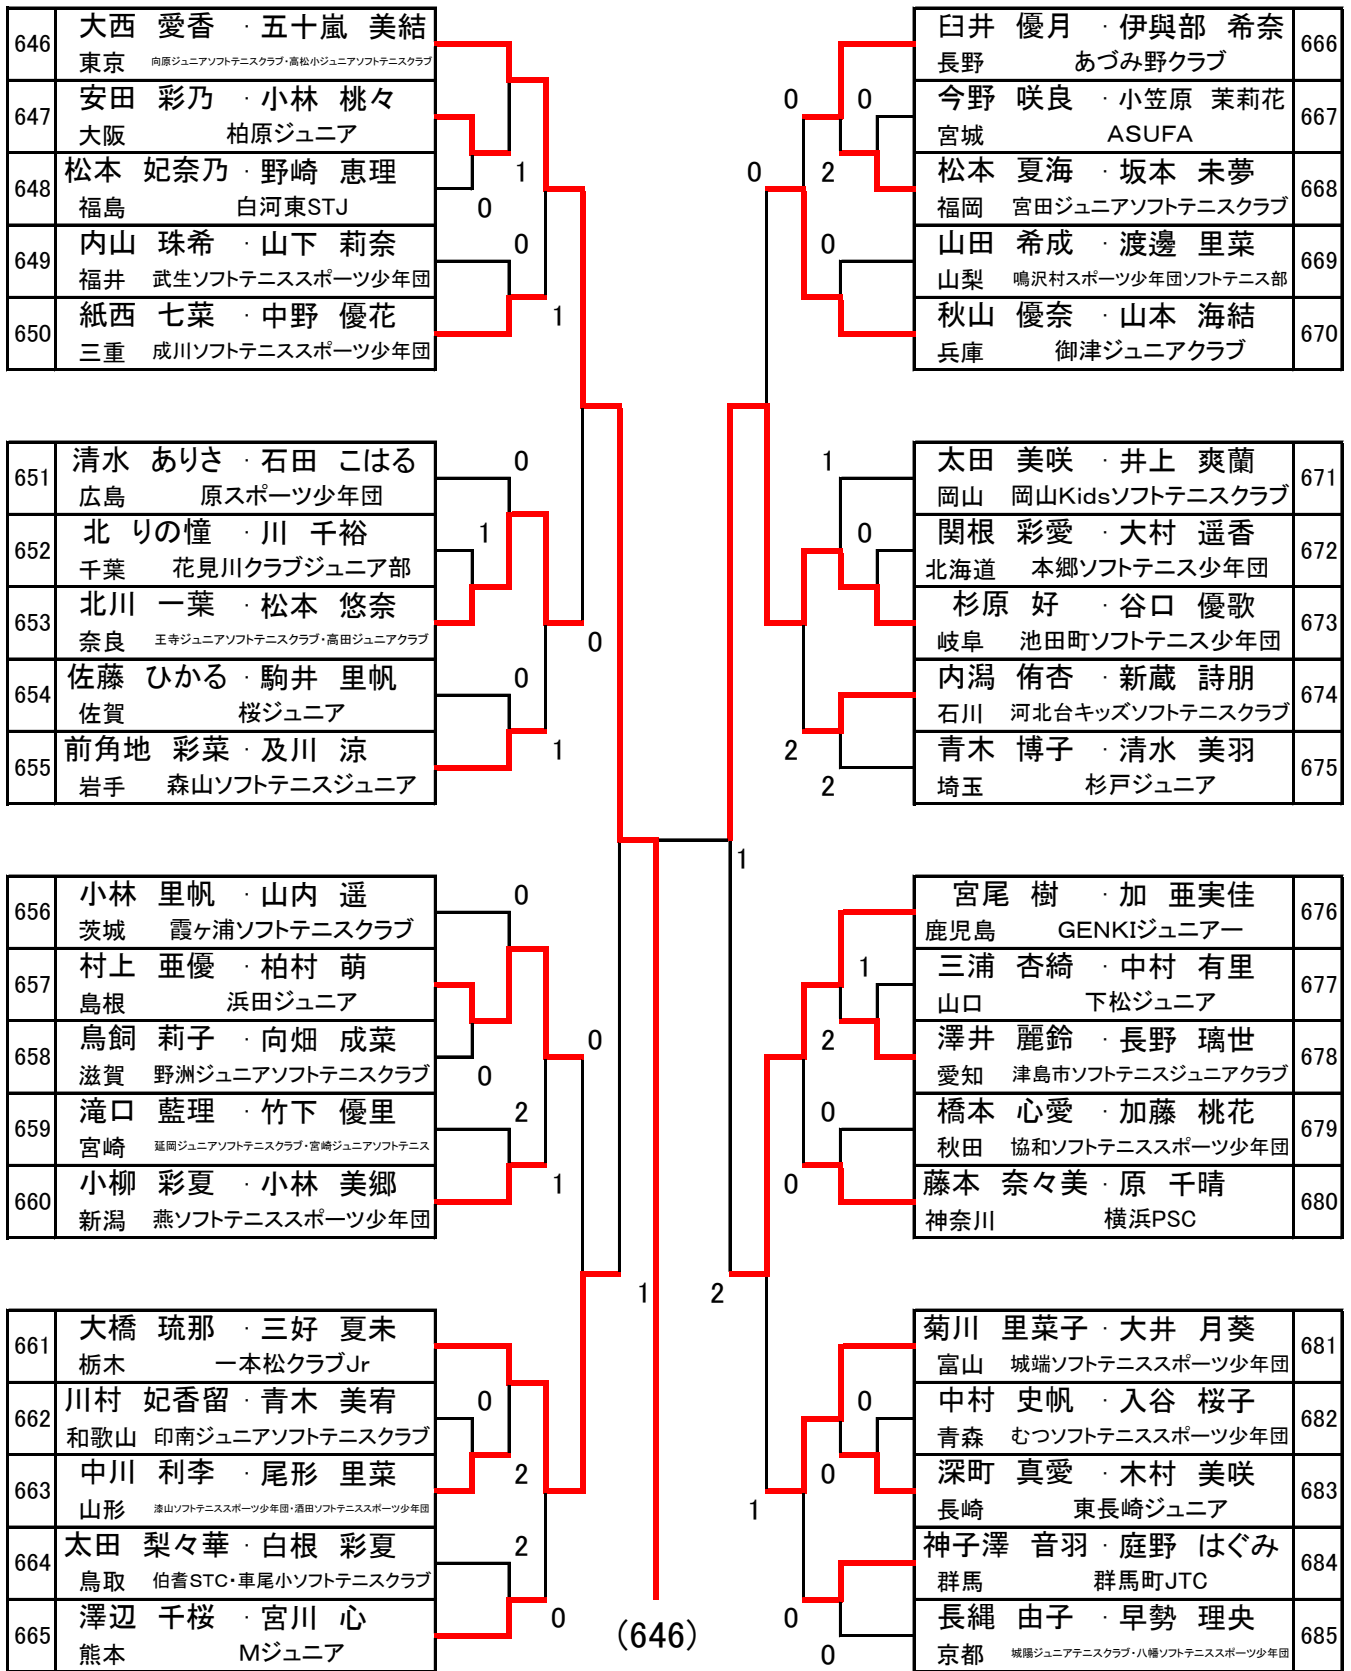 646 大西 愛香 ・ 五十嵐 美結
東京 向原ジュニアソフトテニスクラブ・高松小ジュニアソフトテニスクラブ
647 安田 彩乃 ・ 小林 桃々
大阪 柏原ジュニア
1
648 松本 妃奈乃 ・ 野崎 恵理
福島 白河東STJ
0
649 内山 珠希 ・ 山下 莉奈
福井 武生ソフトテニススポーツ少年団
0
650 紙西 七菜 ・ 中野 優花
三重 成川ソフトテニススポーツ少年団
1
651 清水 ありさ ・ 石田 こはる
広島 原スポーツ少年団
0
652 北 りの憧 ・ 川 千裕
千葉 花見川クラブジュニア部
1
653 北川 一葉 ・ 松本 悠奈
奈良 王寺ジュニアソフトテニスクラブ・高田ジュニアクラブ
0
654 佐藤 ひかる ・ 駒井 里帆
佐賀 桜ジュニア
0
655 前角地 彩菜 ・ 及川 涼
岩手 森山ソフトテニスジュニア
1
656 小林 里帆 ・ 山内 遥
茨城 霞ヶ浦ソフトテニスクラブ
0
657 村上 亜優 ・ 柏村 萌
島根 浜田ジュニア
658 鳥飼 莉子 ・ 向畑 成菜
滋賀 野洲ジュニアソフトテニスクラブ
0
0
659 滝口 藍理 ・ 竹下 優里
宮崎 延岡ジュニアソフトテニスクラブ・宮崎ジュニアソフトテニス
2
660 小柳 彩夏 ・ 小林 美郷
新潟 燕ソフトテニススポーツ少年団
1
1
661 大橋 琉那 ・ 三好 夏未
栃木 一本松クラブJr
662 川村 妃香留 ・ 青木 美宥
和歌山 印南ジュニアソフトテニスクラブ
0
663 中川 利李 ・ 尾形 里菜
山形 漆山ソフトテニススポーツ少年団・酒田ソフトテニススポーツ少年団
2
664 太田 梨々華 ・ 白根 彩夏
鳥取 伯耆STC・車尾小ソフトテニスクラブ
2
665 澤辺 千桜 ・ 宮川 心
熊本 Mジュニア
0
(646)
臼井 優月 ・ 伊與部 希奈 666
長野 あづみ野クラブ
0
0
今野 咲良 ・ 小笠原 茉莉花 667
宮城 ASUFA
0
2
松本 夏海 ・ 坂本 未夢 668
福岡 宮田ジュニアソフトテニスクラブ
0
山田 希成 ・ 渡邊 里菜 669
山梨 鳴沢村スポーツ少年団ソフトテニス部
秋山 優奈 ・ 山本 海結 670
兵庫 御津ジュニアクラブ
1
太田 美咲 ・ 井上 爽蘭 671
岡山 岡山Kidsソフトテニスクラブ
0
関根 彩愛 ・ 大村 遥香 672
北海道 本郷ソフトテニス少年団
杉原 好 ・ 谷口 優歌 673
岐阜 池田町ソフトテニス少年団
内潟 侑杏 ・ 新蔵 詩朋 674
石川 河北台キッズソフトテニスクラブ
2
2
青木 博子 ・ 清水 美羽 675
埼玉 杉戸ジュニア
1
宮尾 樹 ・ 加 亜実佳 676
鹿児島 GENKIジュニアー
1
三浦 杏綺 ・ 中村 有里 677
山口 下松ジュニア
2
澤井 麗鈴 ・ 長野 璃世 678
愛知 津島市ソフトテニスジュニアクラブ
0
橋本 心愛 ・ 加藤 桃花 679
秋田 協和ソフトテニススポーツ少年団
0
藤本 奈々美 ・ 原 千晴 680
神奈川 横浜PSC
2
菊川 里菜子 ・ 大井 月葵 681
富山 城端ソフトテニススポーツ少年団
0
中村 史帆 ・ 入谷 桜子 682
青森 むつソフトテニススポーツ少年団
0
1
深町 真愛 ・ 木村 美咲 683
長崎 東長崎ジュニア
神子澤 音羽 ・ 庭野 はぐみ 684
群馬 群馬町JTC
0
0
長縄 由子 ・ 早勢 理央 685
京都 城陽ジュニアテニスクラブ・八幡ソフトテニススポーツ少年団